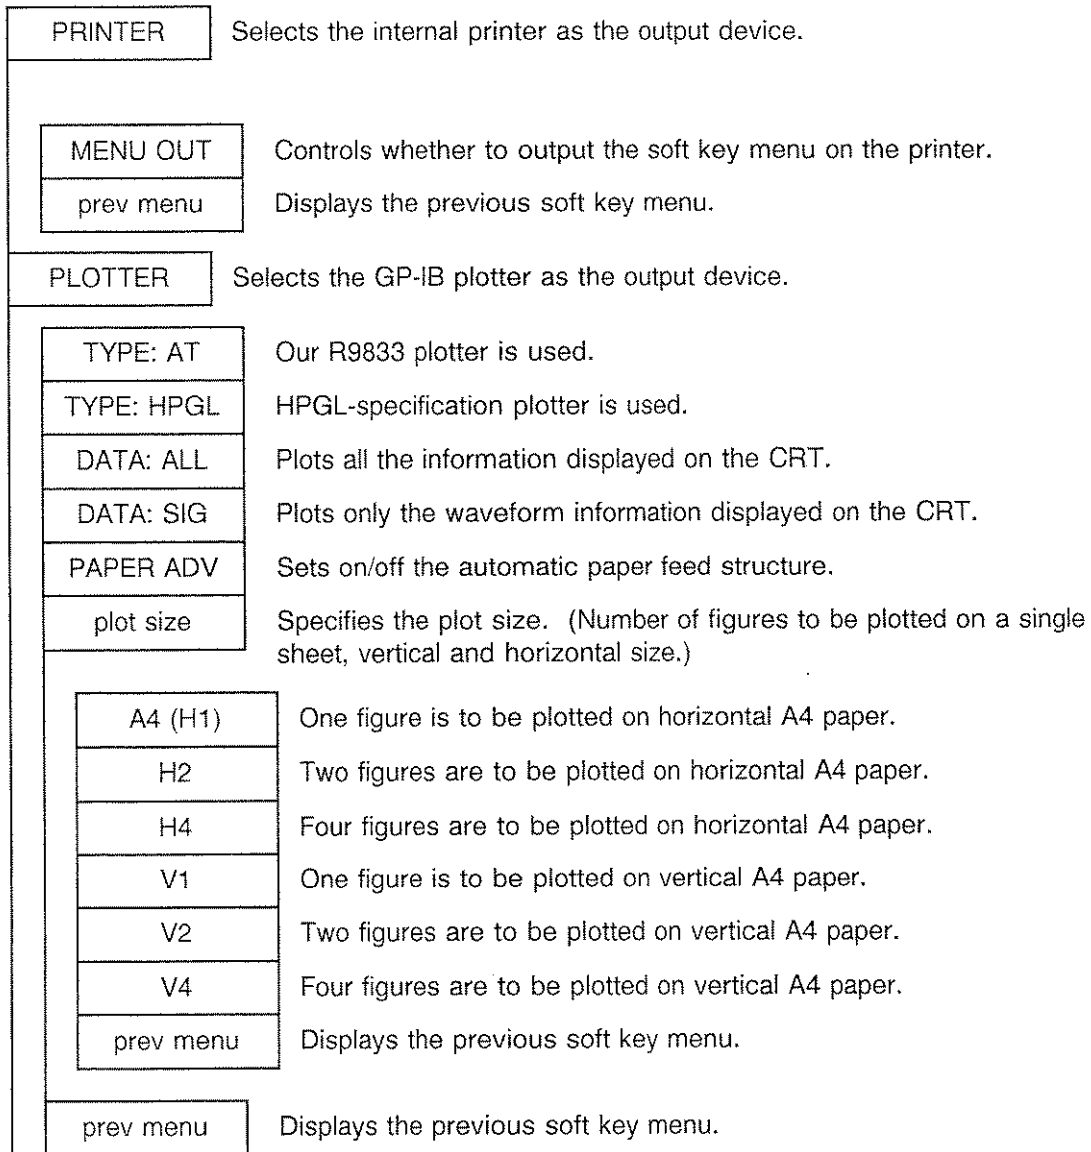 PRINTER Selects the internal printer as the output device.
MENU OUT Controls whether to output the soft key menu on the printer.
prev menu Displays the previous soft key menu.
PLOTTER Selects the GP-IB plotter as the output device.
TYPE: AT Our R9833 plotter is used.
TYPE: HPGL HPGL-specification plotter is used.
DATA: ALL Plots all the information displayed on the CRT.
DATA: SIG Plots only the waveform information displayed on the CRT.
PAPER ADV Sets on/off the automatic paper feed structure.
plot size Specifies the plot size. (Number of figures to be plotted on a single
sheet, vertical and horizontal size.)
A4 (H1) One figure is to be plotted on horizontal A4 paper.
H2 Two figures are to be plotted on horizontal A4 paper.
H4 Four figures are to be plotted on horizontal A4 paper.
V1 One figure is to be plotted on vertical A4 paper.
V2 Two figures are to be plotted on vertical A4 paper.
V4 Four figures are to be plotted on vertical A4 paper.
prev menu Displays the previous soft key menu.
prev menu Displays the previous soft key menu.